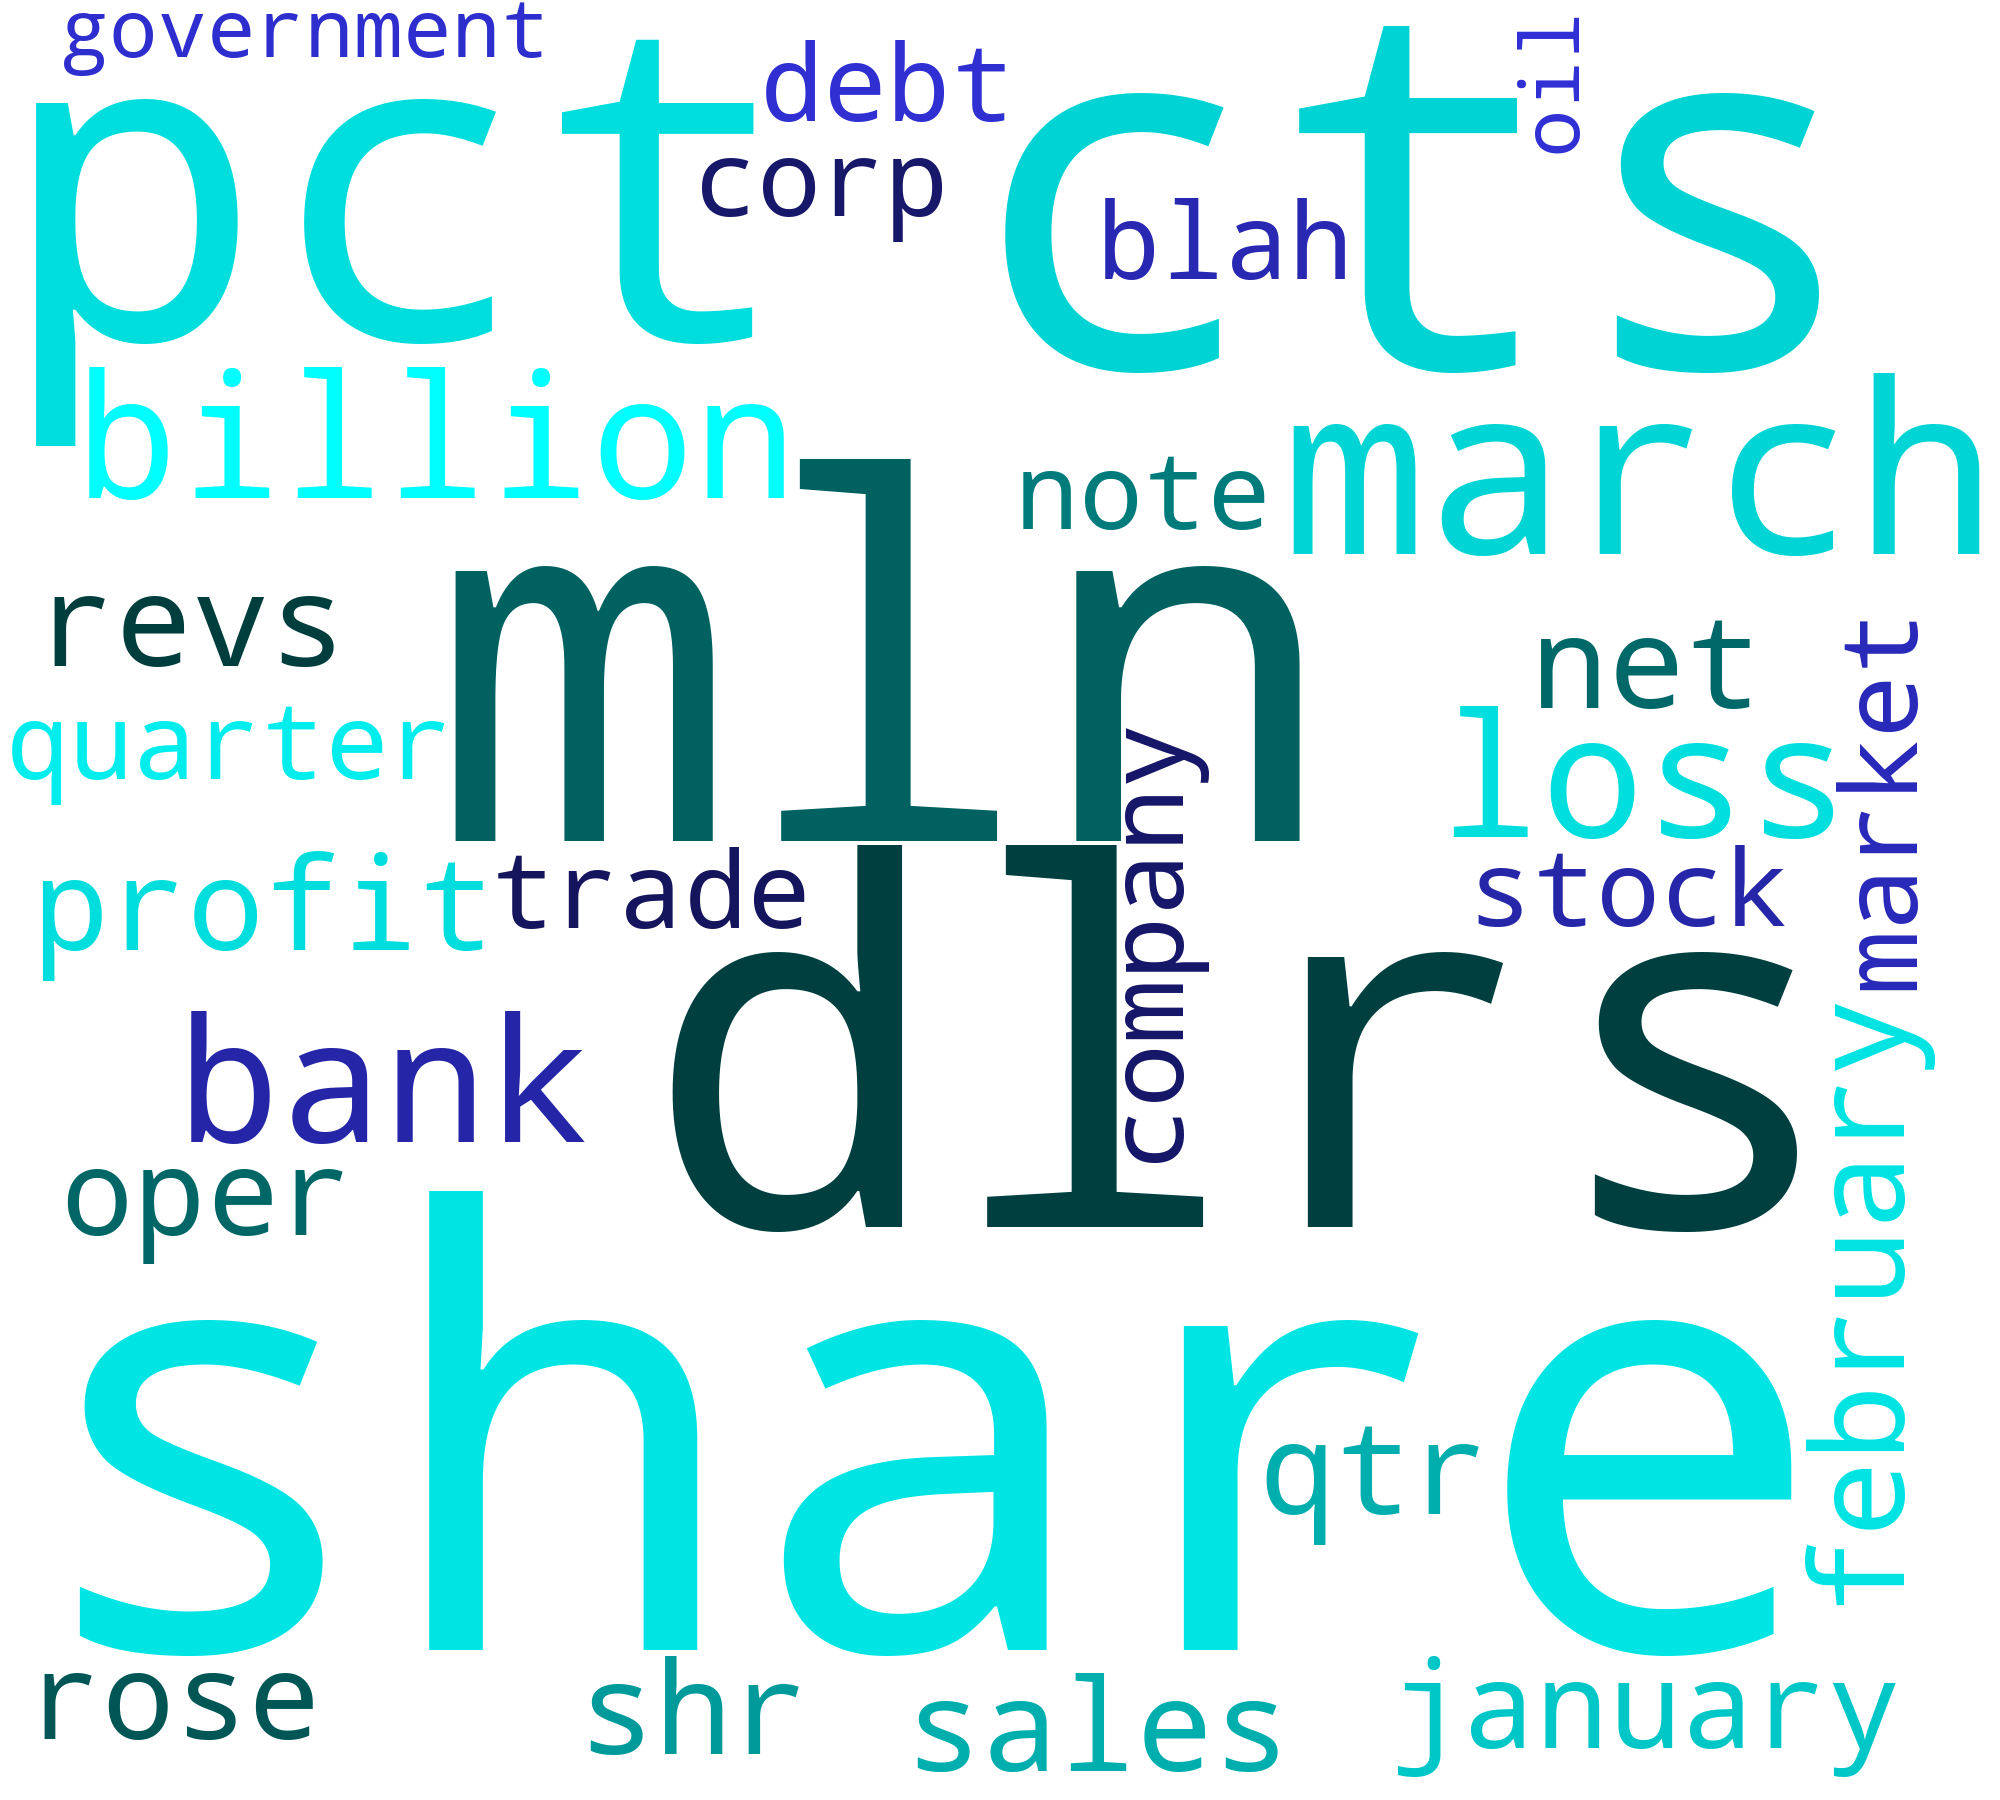 government
oil
debt
pct
cts
corp
blah
billion
march
note
mln
revs
net
market
quarter
loss
company
profit
trade
stock
dlrs
bank
february
oper
share
qtr
rose
shr
sales
january